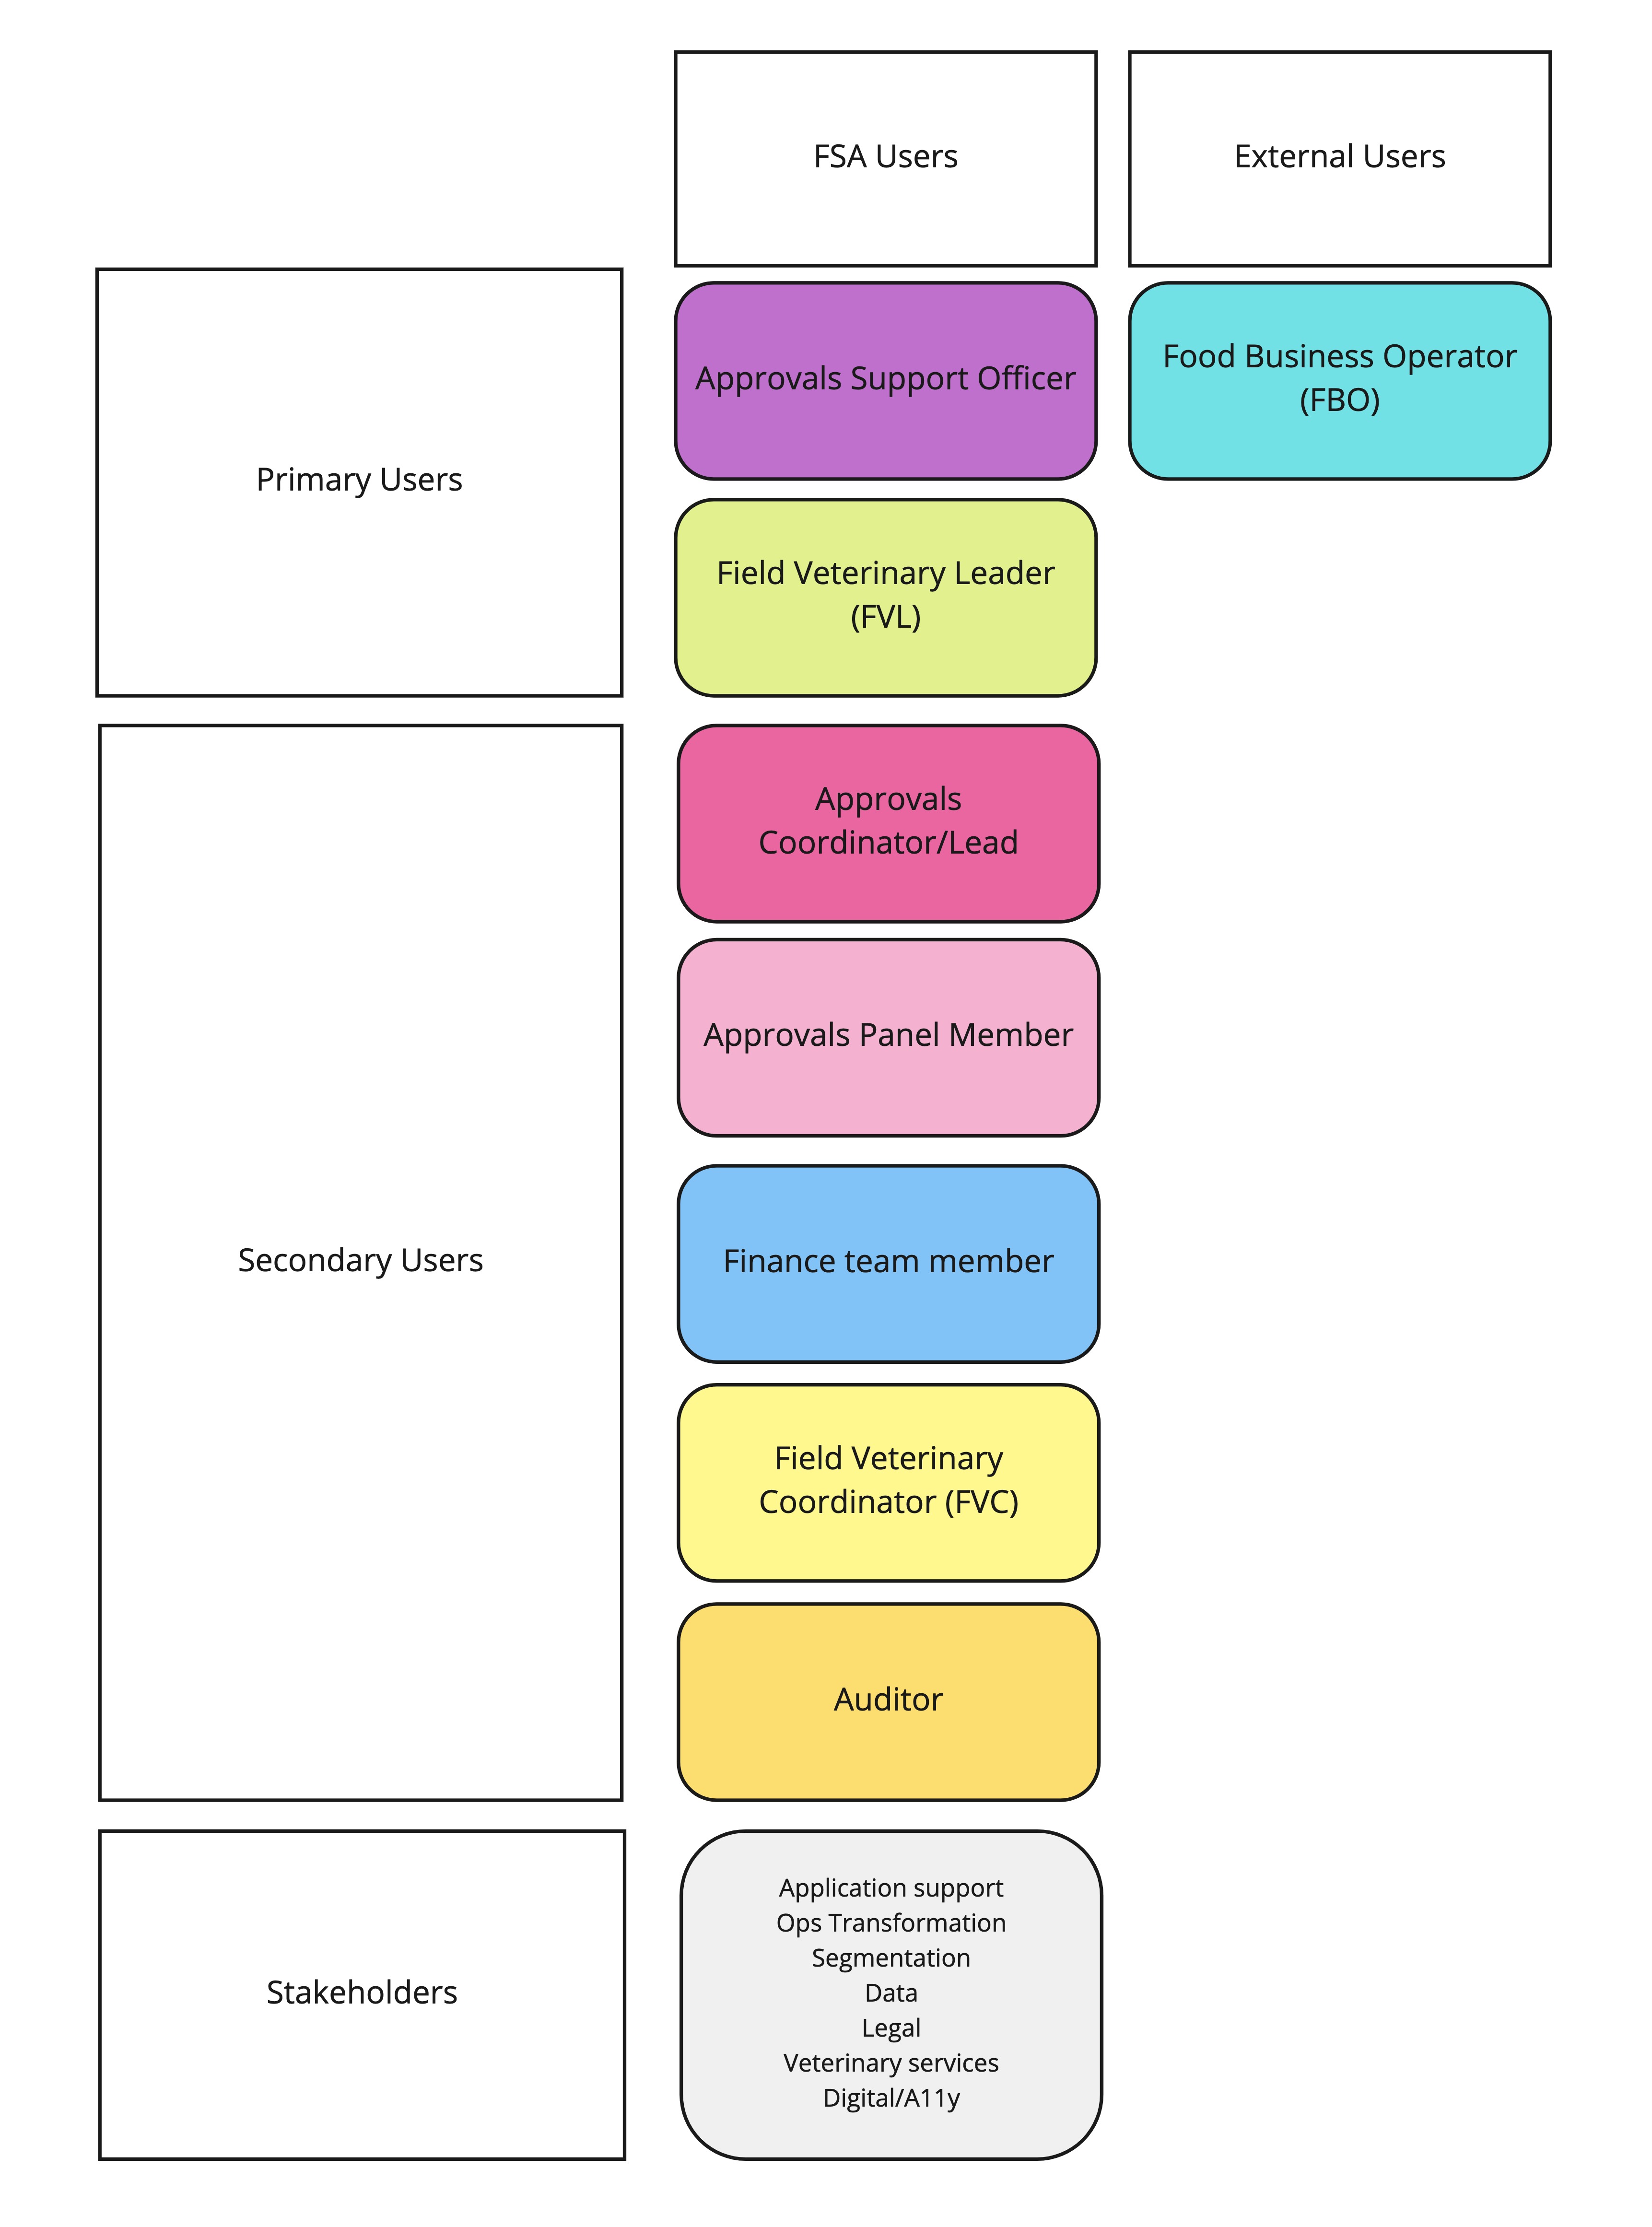 FSA Users
External Users
Primary Users
Approvals Support Officer
Food Business Operator
(FBO)
Field Veterinary Leader
(FVL)
Secondary Users
Approvals
Coordinator/Lead
Approvals Panel Member
Finance team member
Field Veterinary
Coordinator (FVC)
Auditor
Stakeholders
Application support
Ops Transformation
Segmentation
Data
Legal
Veterinary services
Digital/A11y